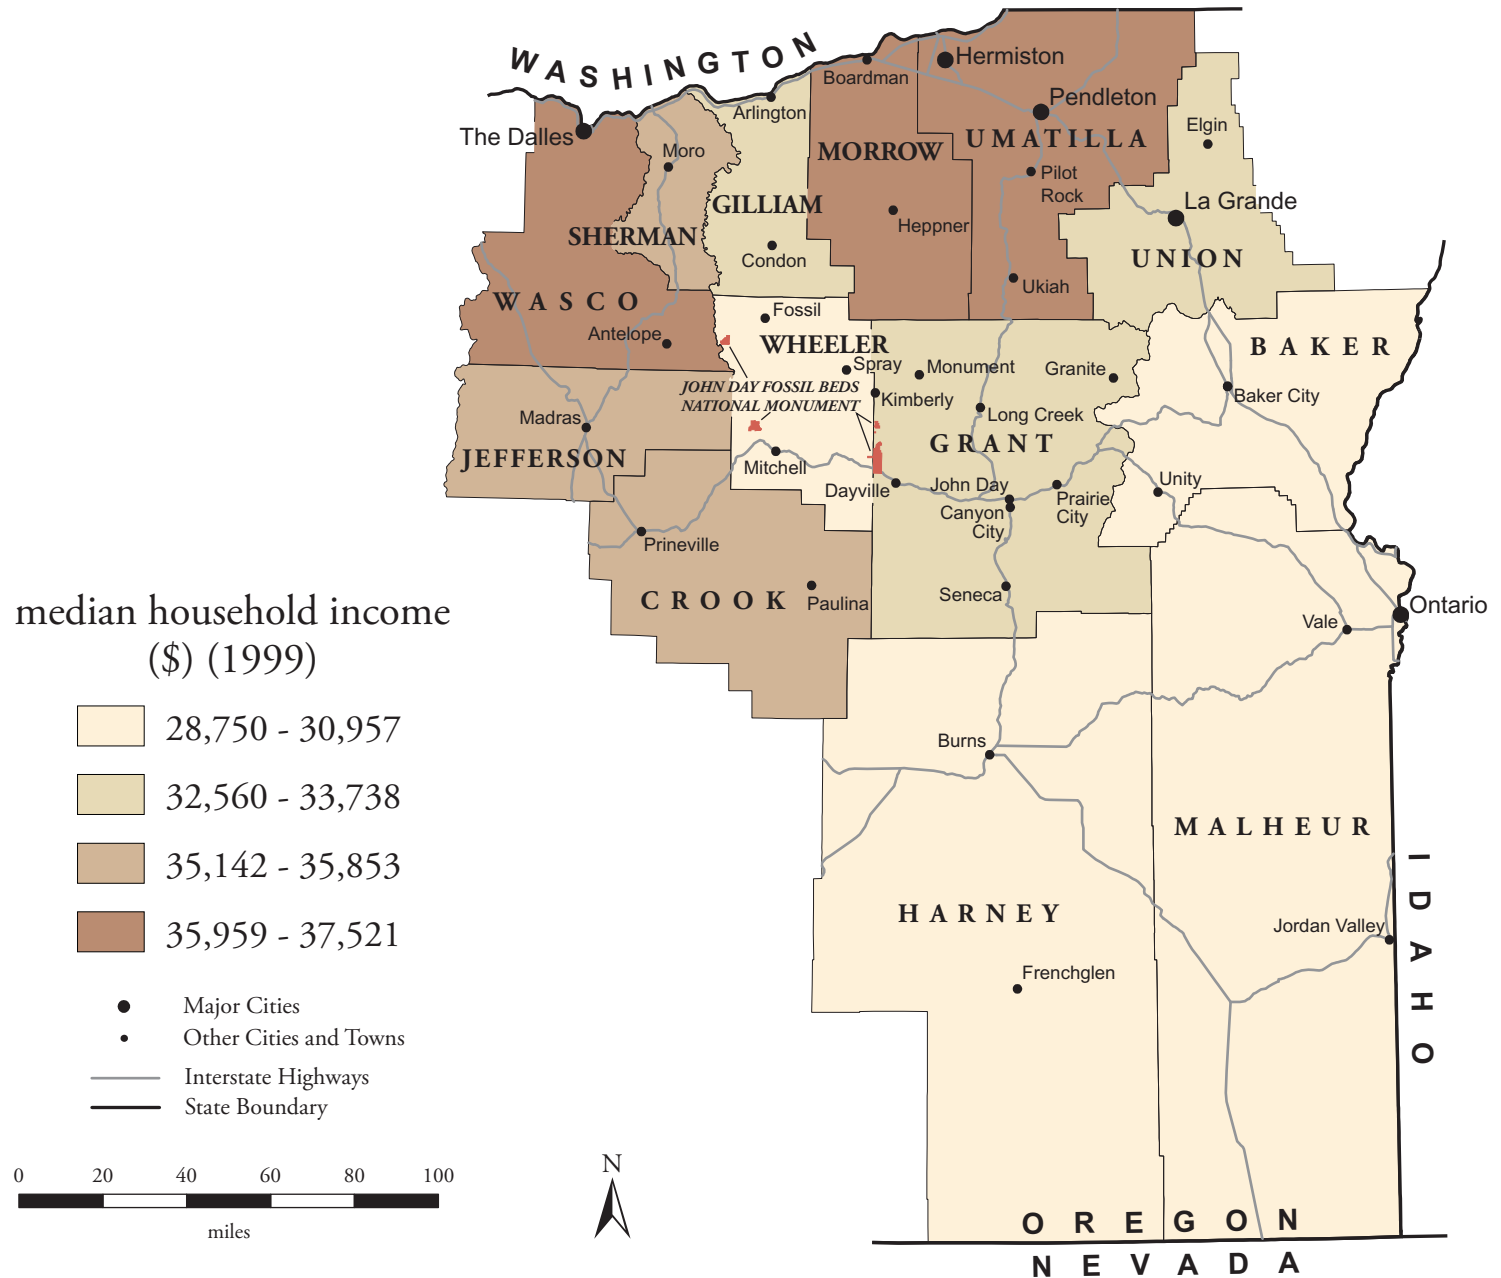 WASHINGTON
Hermiston
Boardman
Pendleton
Arlington
The Dalles
UMATILLA
Elgin
MORROW
Moro
Pilot
Rock
La Grande
GILLIAM
Heppner
SHERMAN
Condon
UNION
Ukiah
WASCO
Fossil
Antelope
WHEELER
BAKER
Spray
Monument
Granite
JOHN DAY FOSSIL BEDS
NATIONAL MONUMENT
Kimberly
Baker City
Long Creek
Madras
GRANT
JEFFERSON
Mitchell
Unity
Dayville
John Day
Prairie
City
Canyon
City
Prineville
CROOK
Paulina
Seneca
Ontario
Vale
median household income
($) (1999)
28,750 - 30,957
32,560 - 33,738
35,142 - 35,853
35,959 - 37,521
Burns
MALHEUR
IDAHO
HARNEY
Jordan Valley
Frenchglen
Major Cities
Other Cities and Towns
Interstate Highways
State Boundary
0 20 40 60 80 100
miles
N
OREGON
NEVADA